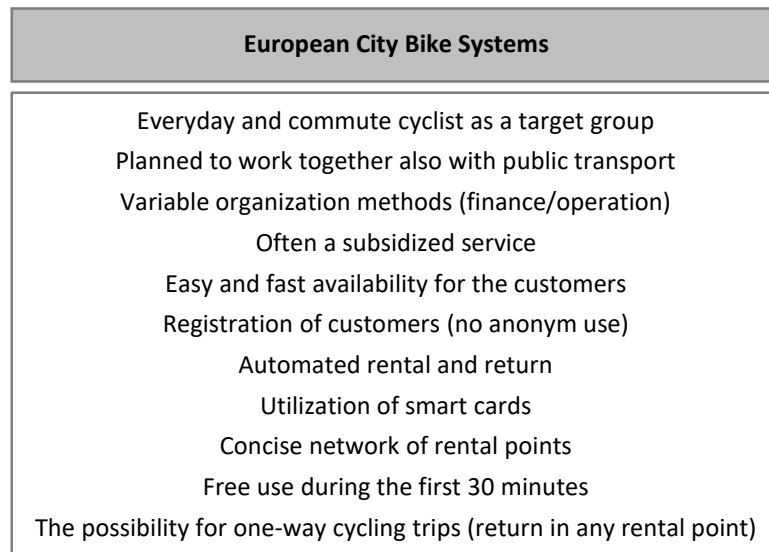 European City Bike Systems
Everyday and commute cyclist as a target group
Planned to work together also with public transport
Variable organization methods (finance/operation)
Often a subsidized service
Easy and fast availability for the customers
Registration of customers (no anonym use)
Automated rental and return
Utilization of smart cards
Concise network of rental points
Free use during the first 30 minutes
The possibility for one-way cycling trips (return in any rental point)